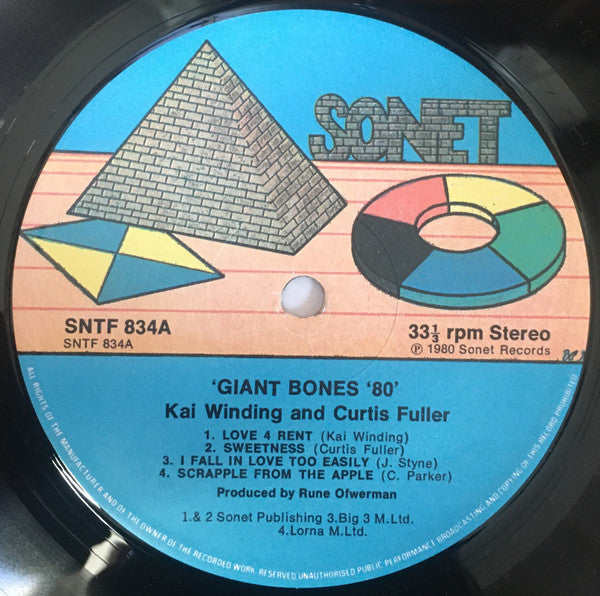 SONET
SNTF 834A
SNTF 834A
33⅓ rpm Stereo
℗ 1980 Sonet Records
'GIANT BONES '80'
Kai Winding and Curtis Fuller
1. LOVE 4 RENT (Kai Winding)
2. SWEETNESS (Curtis Fuller)
3. I FALL IN LOVE TOO EASILY (J. Styne)
4. SCRAPPLE FROM THE APPLE (C. Parker)
Produced by Rune Ofwerman
1.& 2 Sonet Publishing 3.Big 3 M.Ltd.
4.Lorna M.Ltd.
ALL RIGHTS OF THE MANUFACTURER AND OF THE OWNER OF THE RECORDED WORK RESERVED. UNAUTHORISED PUBLIC PERFORMANCE BROADCASTING AND COPYING OF THIS RECORD PROHIBITED